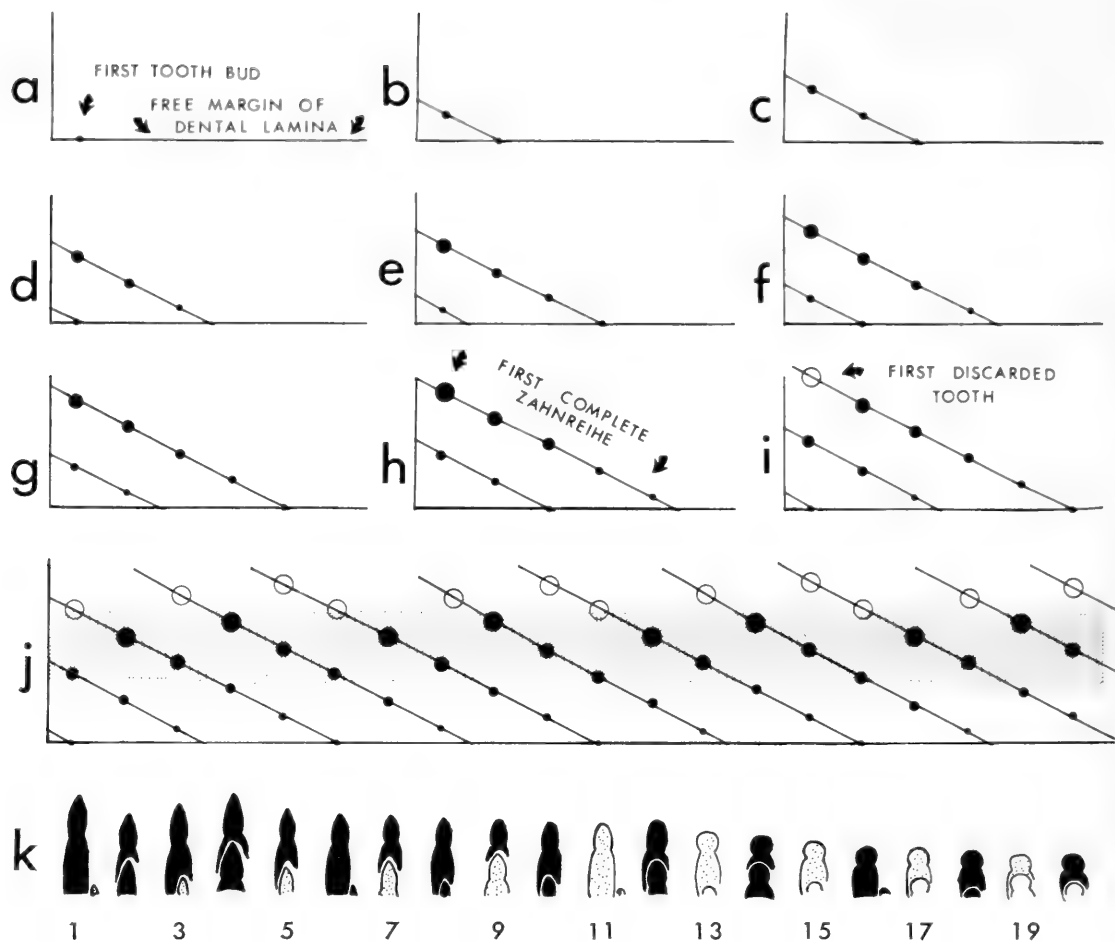 a
FIRST TOOTH BUD
FREE MARGIN OF
DENTAL LAMINA
b
c
d
e
f
g
h
FIRST COMPLETE
ZAHNREIHE
i
FIRST DISCARDED
TOOTH
j
k
1 3 5 7 9 11 13 15 17 19